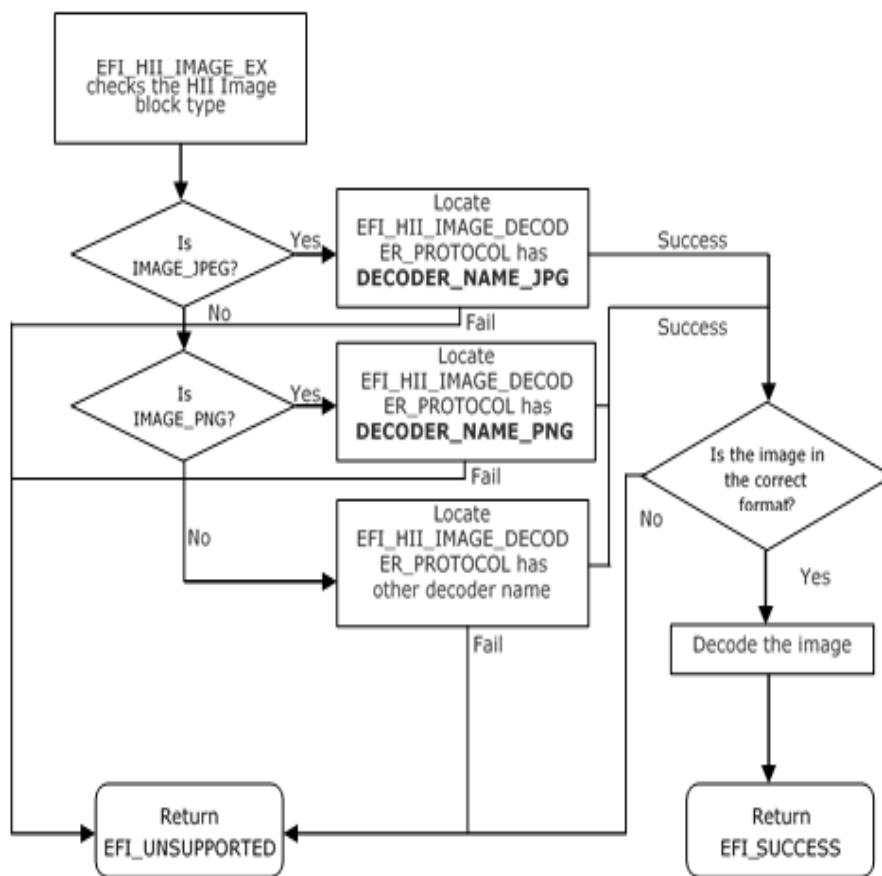 EFI_HII_IMAGE_EX
checks the HII Image
block type
Is
IMAGE_JPEG?
Yes
Locate
EFI_HII_IMAGE_DECOD
ER_PROTOCOL has
DECODER_NAME_JPG
Success
No
Fail
Success
Is
IMAGE_PNG?
Yes
Locate
EFI_HII_IMAGE_DECOD
ER_PROTOCOL has
DECODER_NAME_PNG
Fail
Is the image in
the correct
format?
No
No
Locate
EFI_HII_IMAGE_DECOD
ER_PROTOCOL has
other decoder name
Yes
Fail
Decode the image
Return
EFI_UNSUPPORTED
Return
EFI_SUCCESS